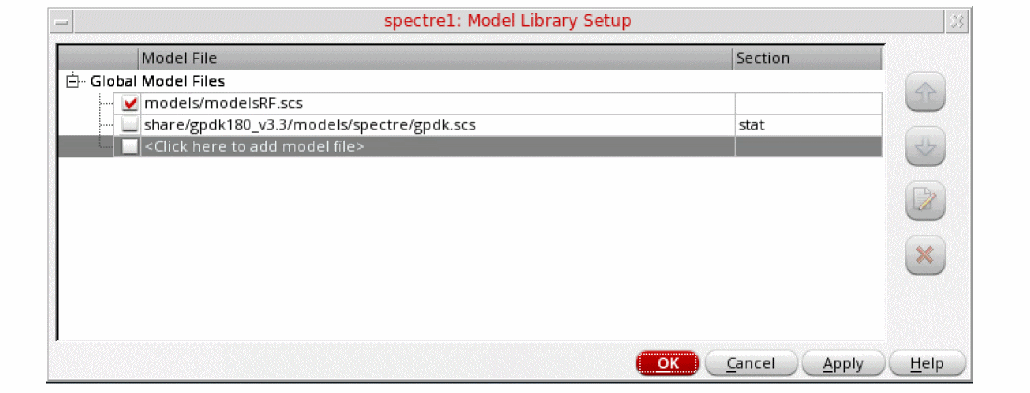 spectre1: Model Library Setup
Model File Section
Global Model Files
models/modelsRF.scs
share/gpdk180_v3.3/models/spectre/gpdk.scs stat
<Click here to add model file>
OK Cancel Apply Help